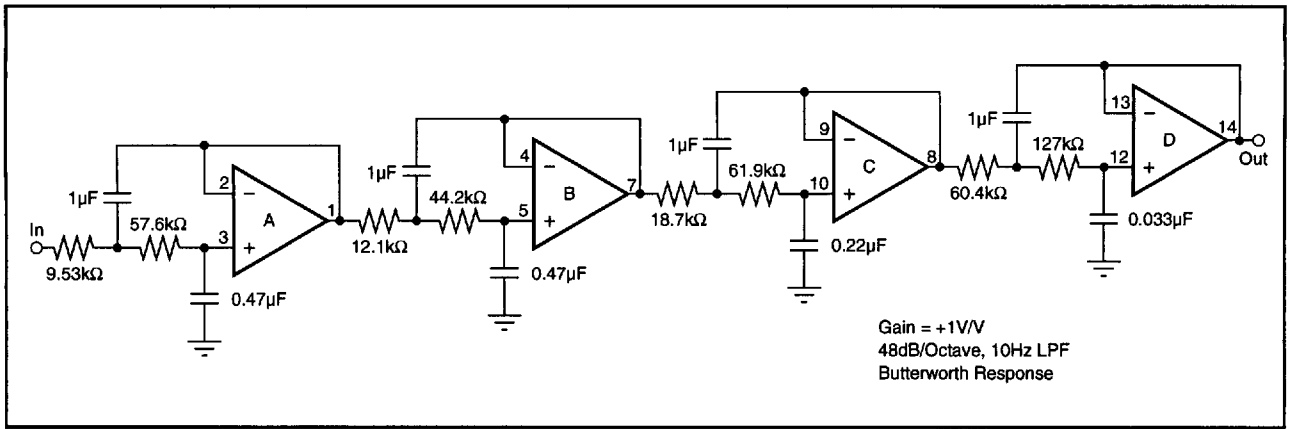 In
9.53kΩ
1µF
57.6kΩ
0.47µF
2
3
−
+
A
1
12.1kΩ
1µF
44.2kΩ
0.47µF
4
5
−
+
B
7
18.7kΩ
1µF
61.9kΩ
0.22µF
9
10
−
+
C
8
60.4kΩ
1µF
127kΩ
0.033µF
13
12
−
+
D
14
Out
Gain = +1V/V
48dB/Octave, 10Hz LPF
Butterworth Response